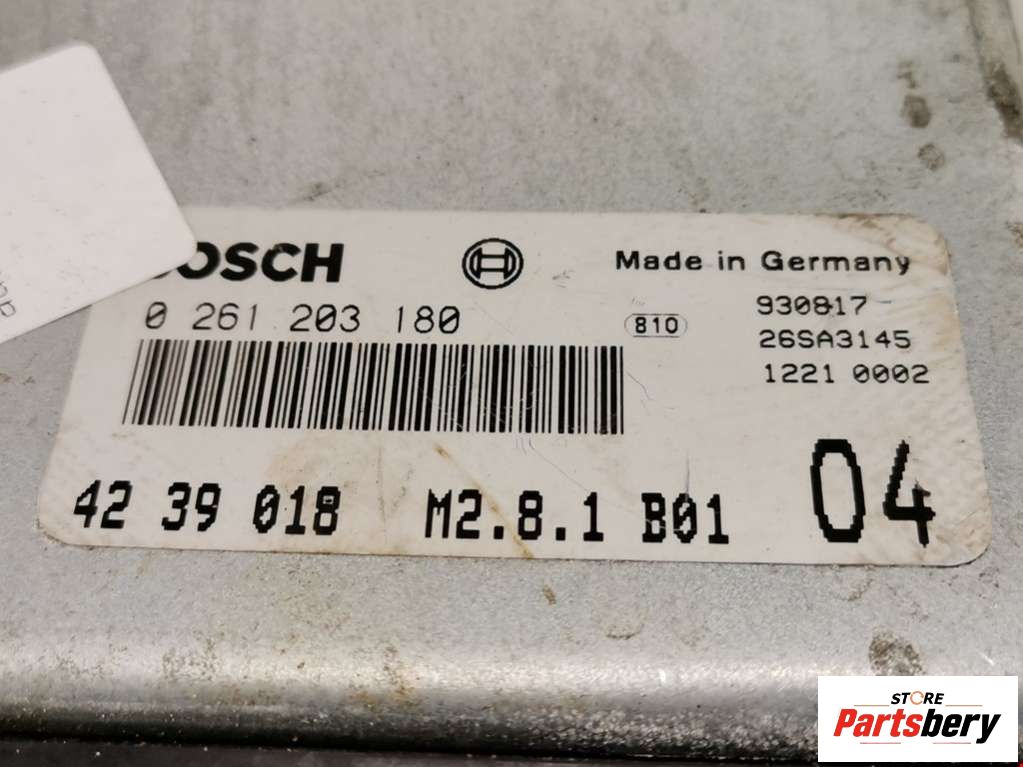 BOSCH
Made in Germany
0 261 203 180
810
930817
26SA3145
1221 0002
42 39 018 M2.8.1 B01
04
STORE
Partsbery